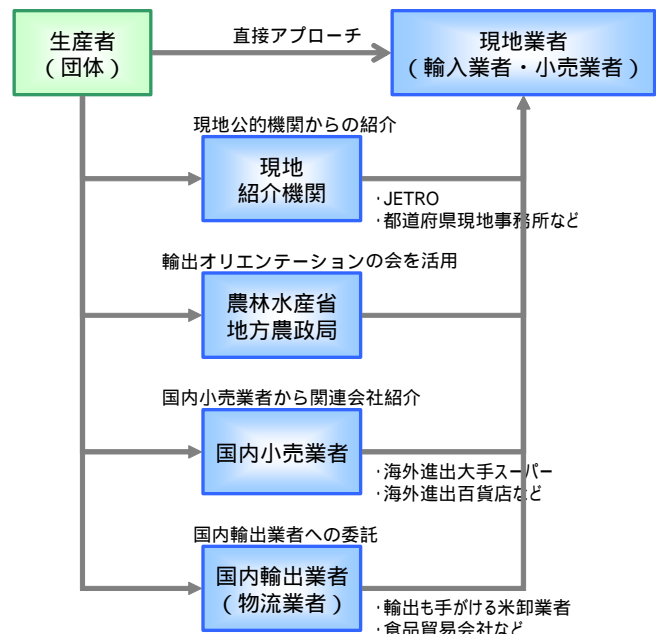 生産者
（団体）
直接アプローチ
現地業者
（輸入業者・小売業者）
現地公的機関からの紹介
現地
紹介機関
・JETRO
・都道府県現地事務所など
輸出オリエンテーションの会を活用
農林水産省
地方農政局
国内小売業者から関連会社紹介
国内小売業者
・海外進出大手スーパー
・海外進出百貨店など
国内輸出業者への委託
国内輸出業者
（物流業者）
・輸出も手がける米卸業者
・食品貿易会社など